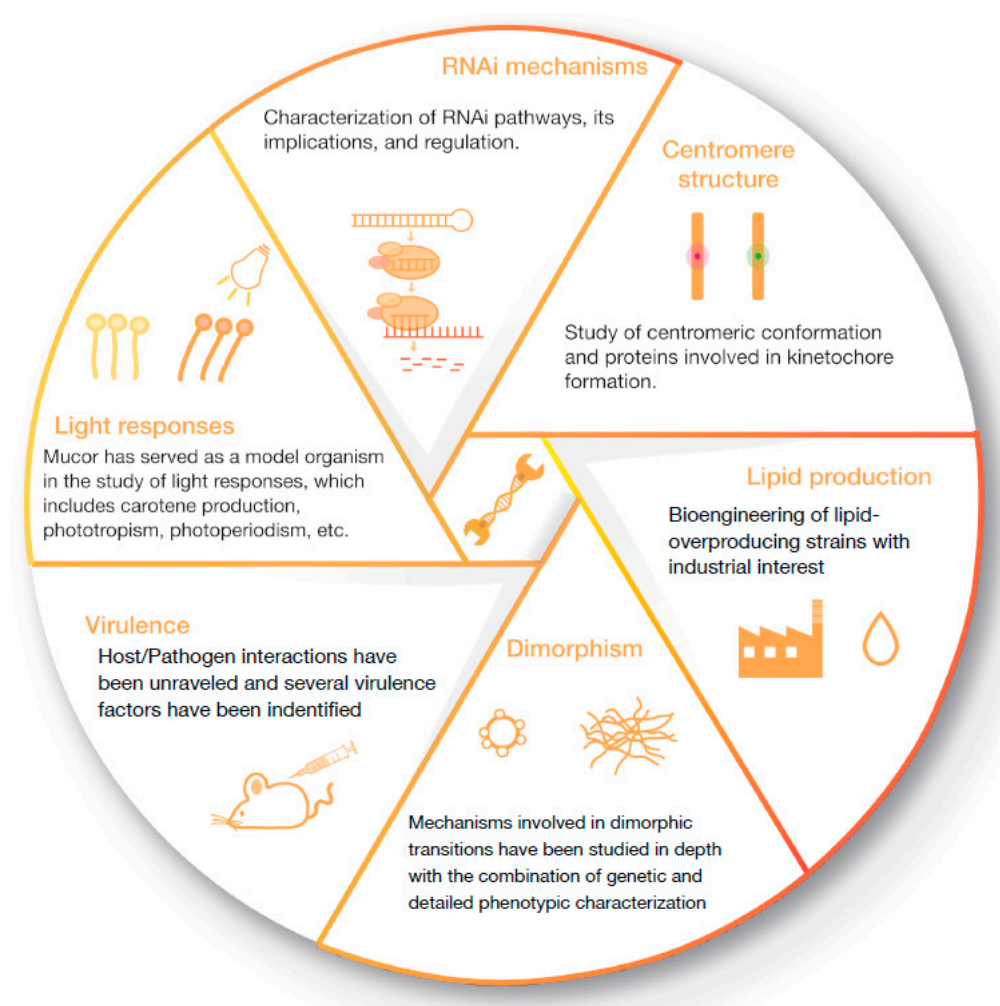 RNAi mechanisms
Characterization of RNAi pathways, its
implications, and regulation.
Centromere
structure
Study of centromeric conformation
and proteins involved in kinetochore
formation.
Light responses
Mucor has served as a model organism
in the study of light responses, which
includes carotene production,
phototropism, photoperiodism, etc.
Lipid production
Bioengineering of lipid-
overproducing strains with
industrial interest
Virulence
Host/Pathogen interactions have
been unraveled and several virulence
factors have been indentified
Dimorphism
Mechanisms involved in dimorphic
transitions have been studied in depth
with the combination of genetic and
detailed phenotypic characterization